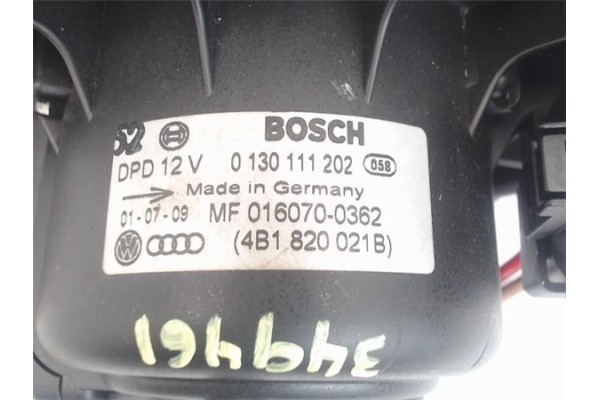 52 BOSCH
DPD 12 V 0 130 111 202 058
Made in Germany
01-07-09 MF 016070-0362
(4B1 820 021B)
349461